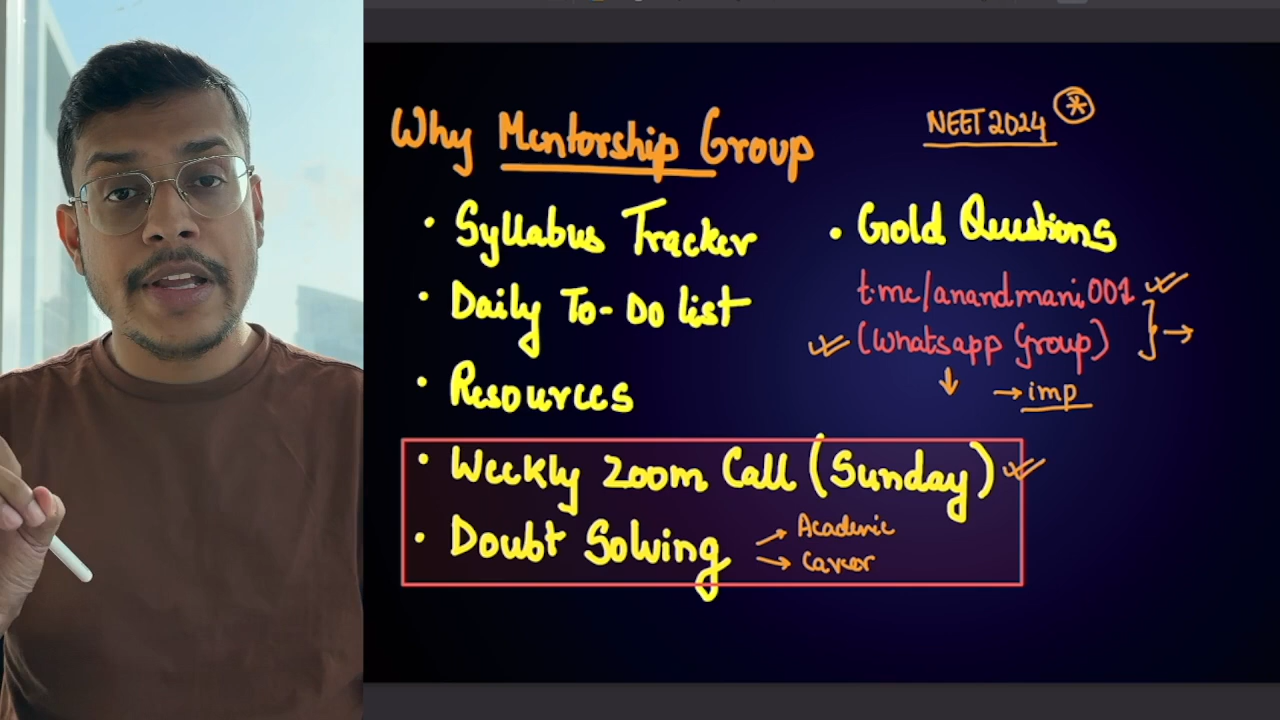 Why Mentorship Group
NEET 2024 *
• Syllabus Tracker
• Daily To-Do list
• Resources
• Weekly Zoom Call (Sunday)
• Doubt Solving
→ Academic
→ Career
• Gold Questions
t.me/anandmani001
(Whatsapp Group)
→ imp